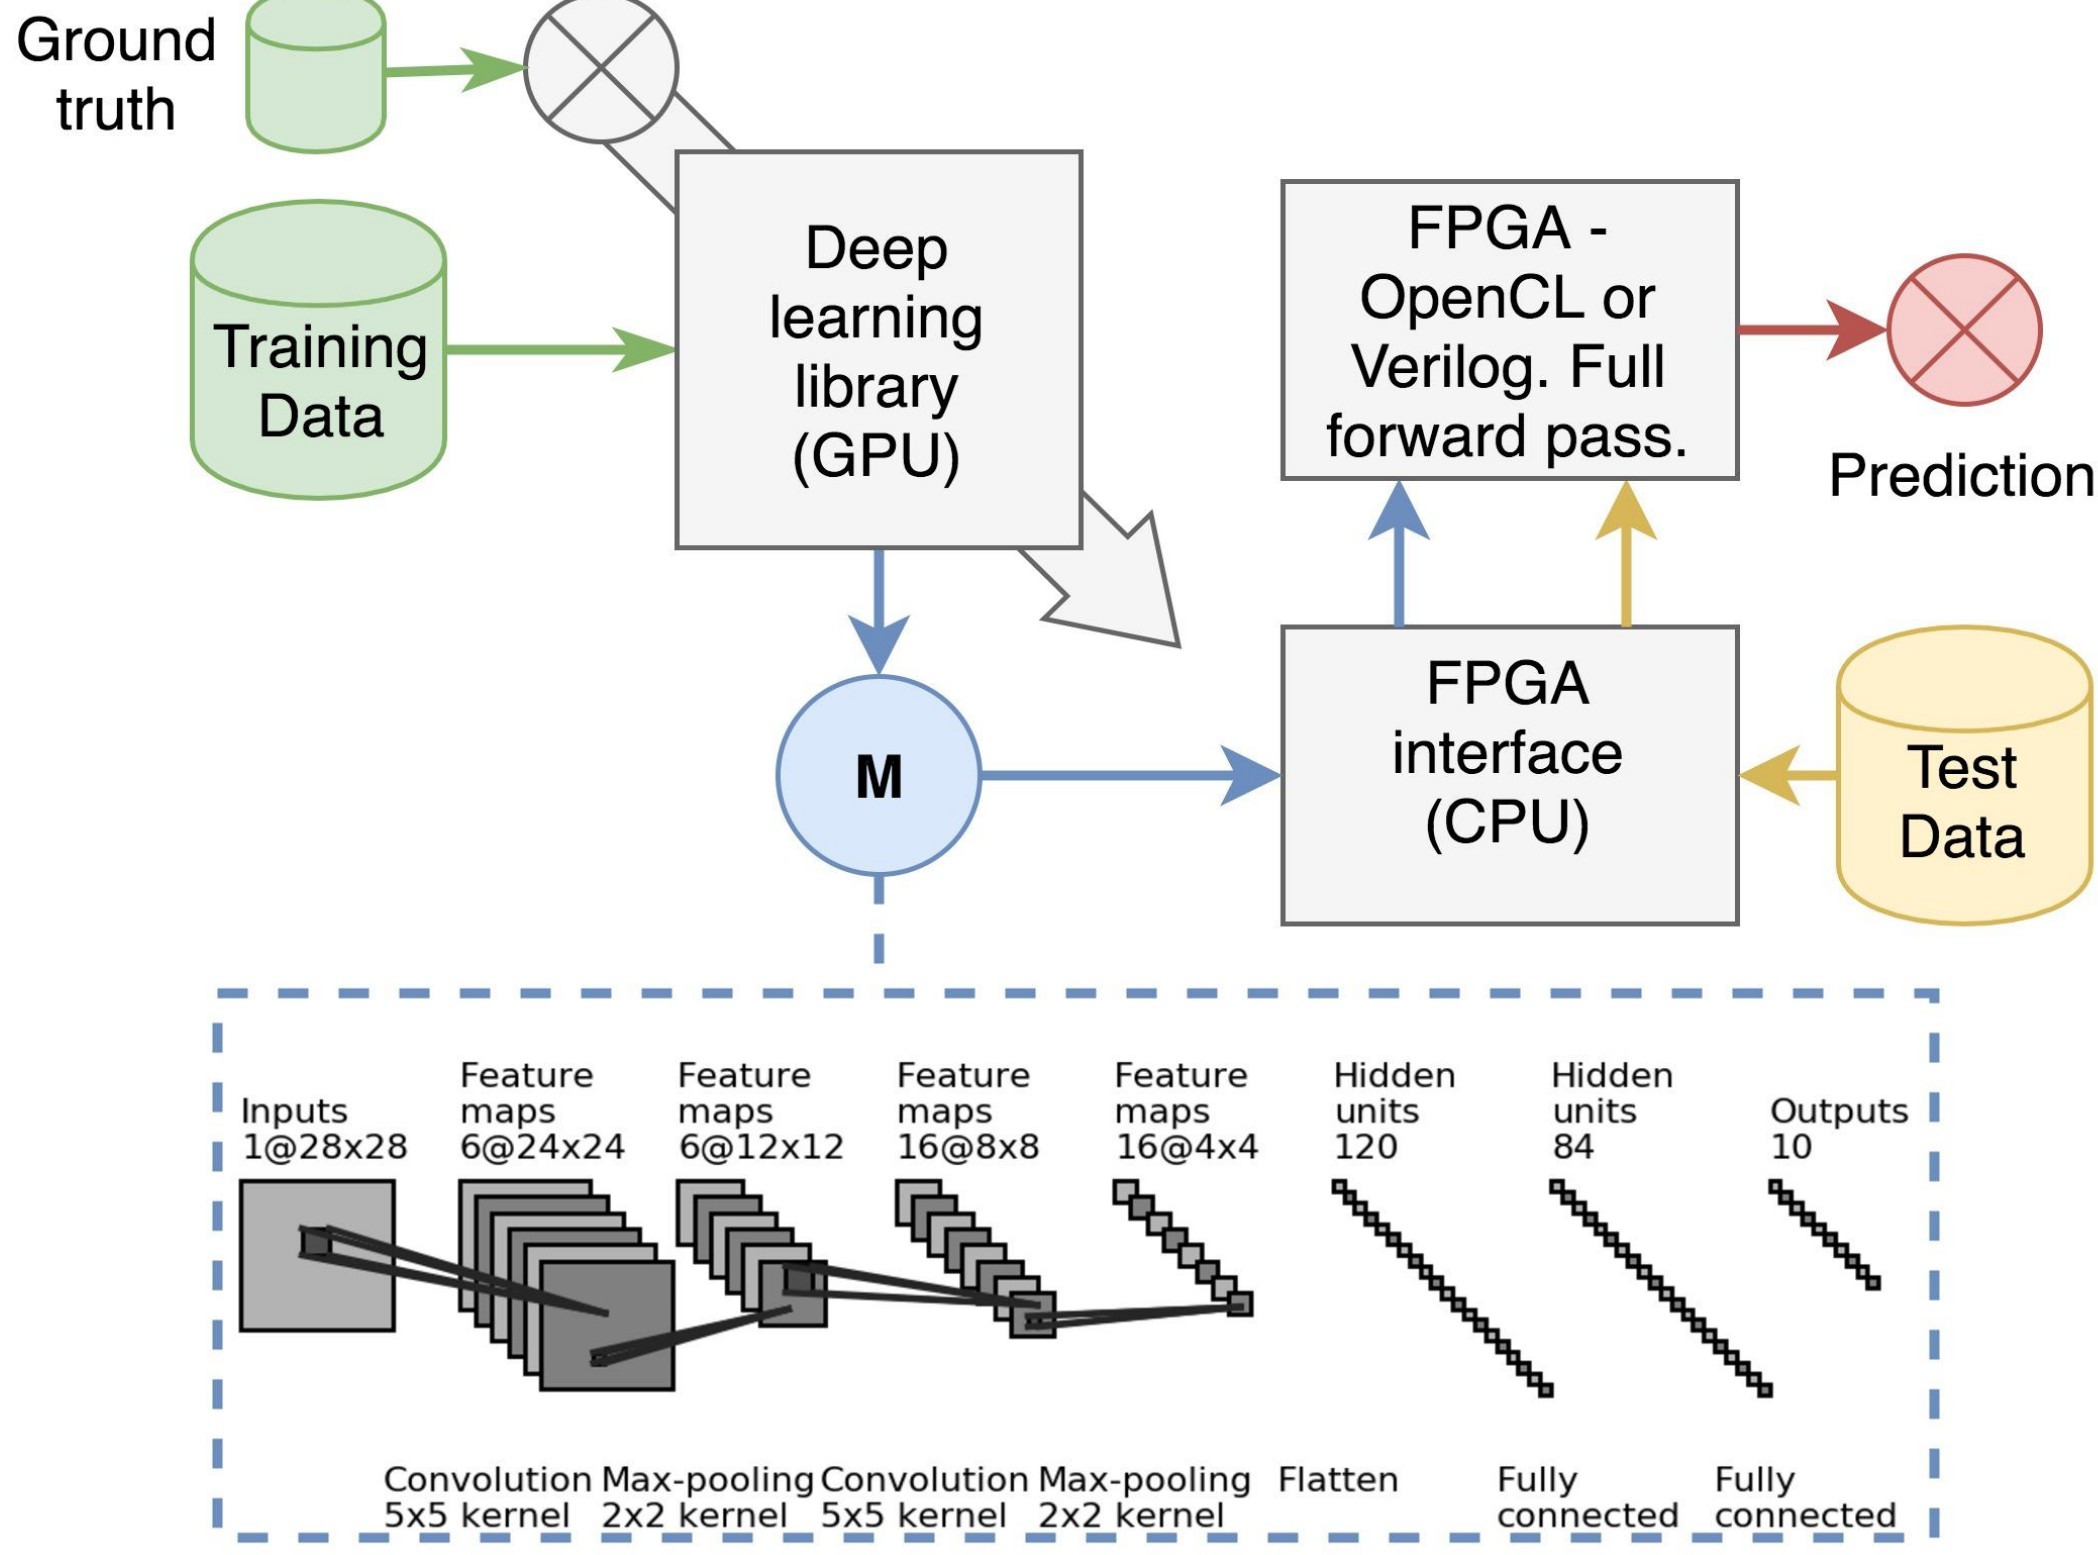 Ground
truth
Training
Data
Deep
learning
library
(GPU)
FPGA -
OpenCL or
Verilog. Full
forward pass.
Prediction
M
FPGA
interface
(CPU)
Test
Data
Inputs
1@28x28
Feature
maps
6@24x24
Feature
maps
6@12x12
Feature
maps
16@8x8
Feature
maps
16@4x4
Hidden
units
120
Hidden
units
84
Outputs
10
Convolution
5x5 kernel
Max-pooling
2x2 kernel
Convolution
5x5 kernel
Max-pooling
2x2 kernel
Flatten
Fully
connected
Fully
connected